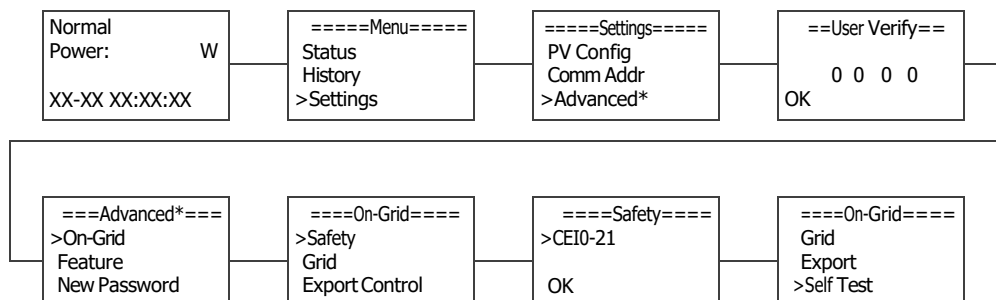 Normal
Power: W
XX-XX XX:XX:XX
=====Menu=====
Status
History
>Settings
=====Settings=====
PV Config
Comm Addr
>Advanced*
==User Verify==
0 0 0 0
OK
===Advanced*===
>On-Grid
Feature
New Password
====On-Grid====
>Safety
Grid
Export Control
====Safety====
>CEI0-21
OK
====On-Grid====
Grid
Export
>Self Test